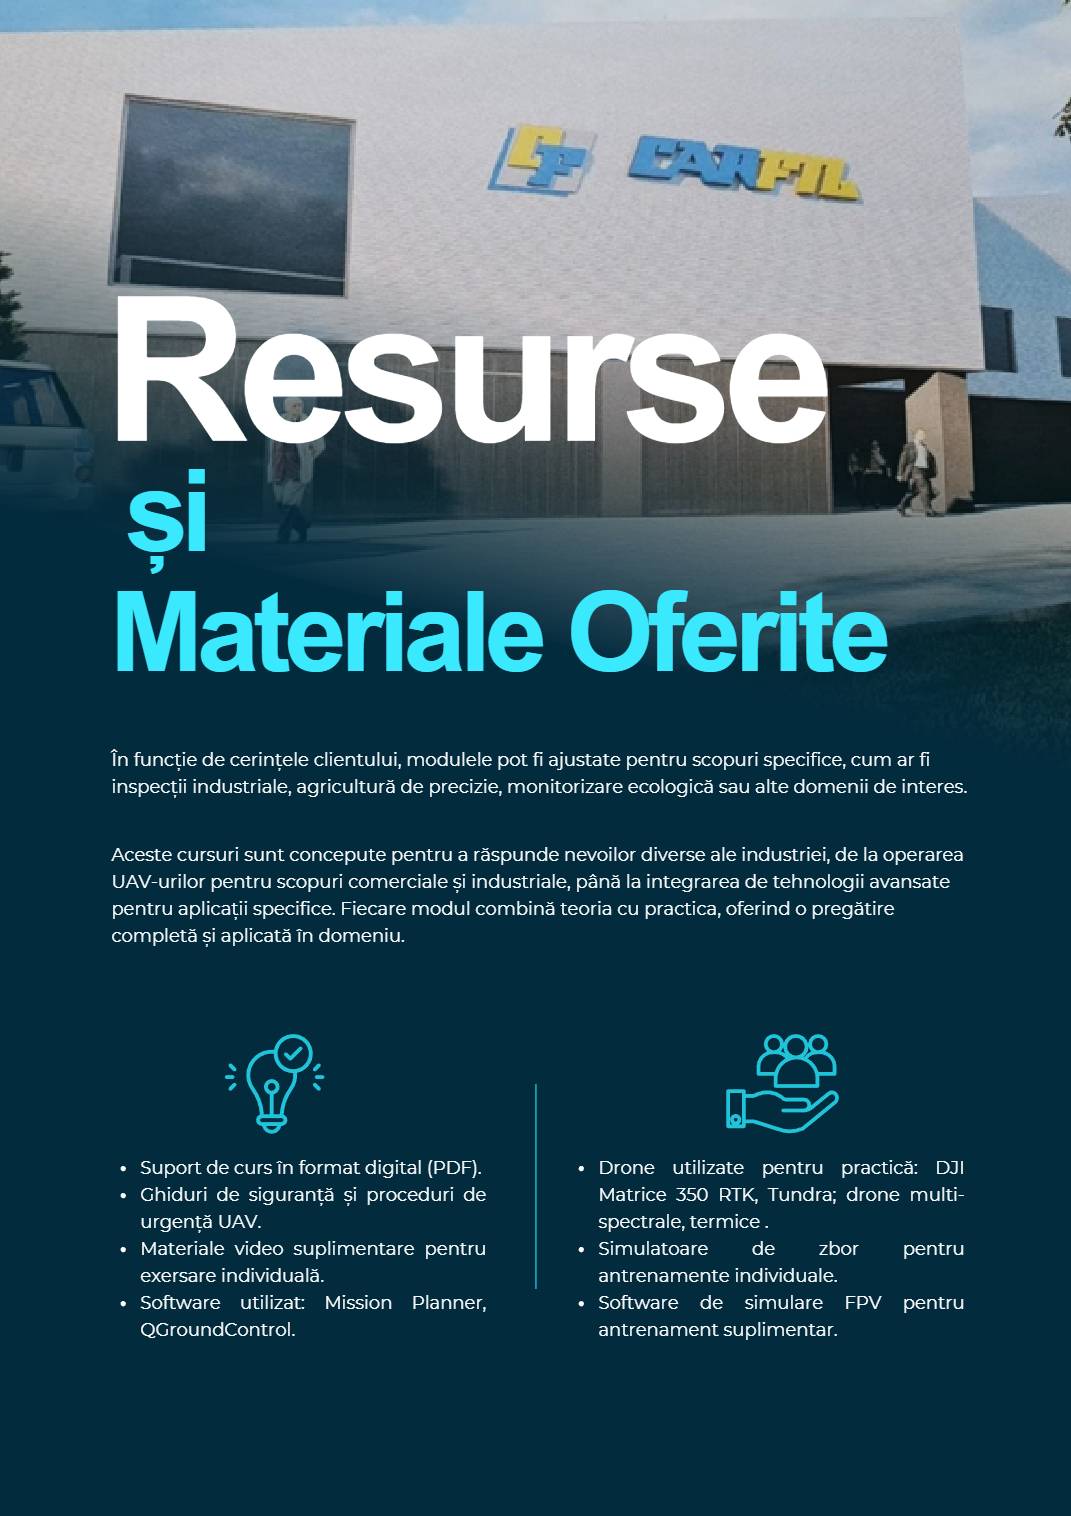 CF CARFIL
Resurse
și
Materiale Oferite
În funcție de cerințele clientului, modulele pot fi ajustate pentru scopuri specifice, cum ar fi
inspecții industriale, agricultură de precizie, monitorizare ecologică sau alte domenii de interes.
Aceste cursuri sunt concepute pentru a răspunde nevoilor diverse ale industriei, de la operarea
UAV-urilor pentru scopuri comerciale și industriale, până la integrarea de tehnologii avansate
pentru aplicații specifice. Fiecare modul combină teoria cu practica, oferind o pregătire
completă și aplicată în domeniu.
• Suport de curs în format digital (PDF).
• Ghiduri de siguranță și proceduri de
urgență UAV.
• Materiale video suplimentare pentru
exersare individuală.
• Software utilizat: Mission Planner,
QGroundControl.
• Drone utilizate pentru practică: DJI
Matrice 350 RTK, Tundra; drone multi-
spectrale, termice .
• Simulatoare de zbor pentru
antrenamente individuale.
• Software de simulare FPV pentru
antrenament suplimentar.